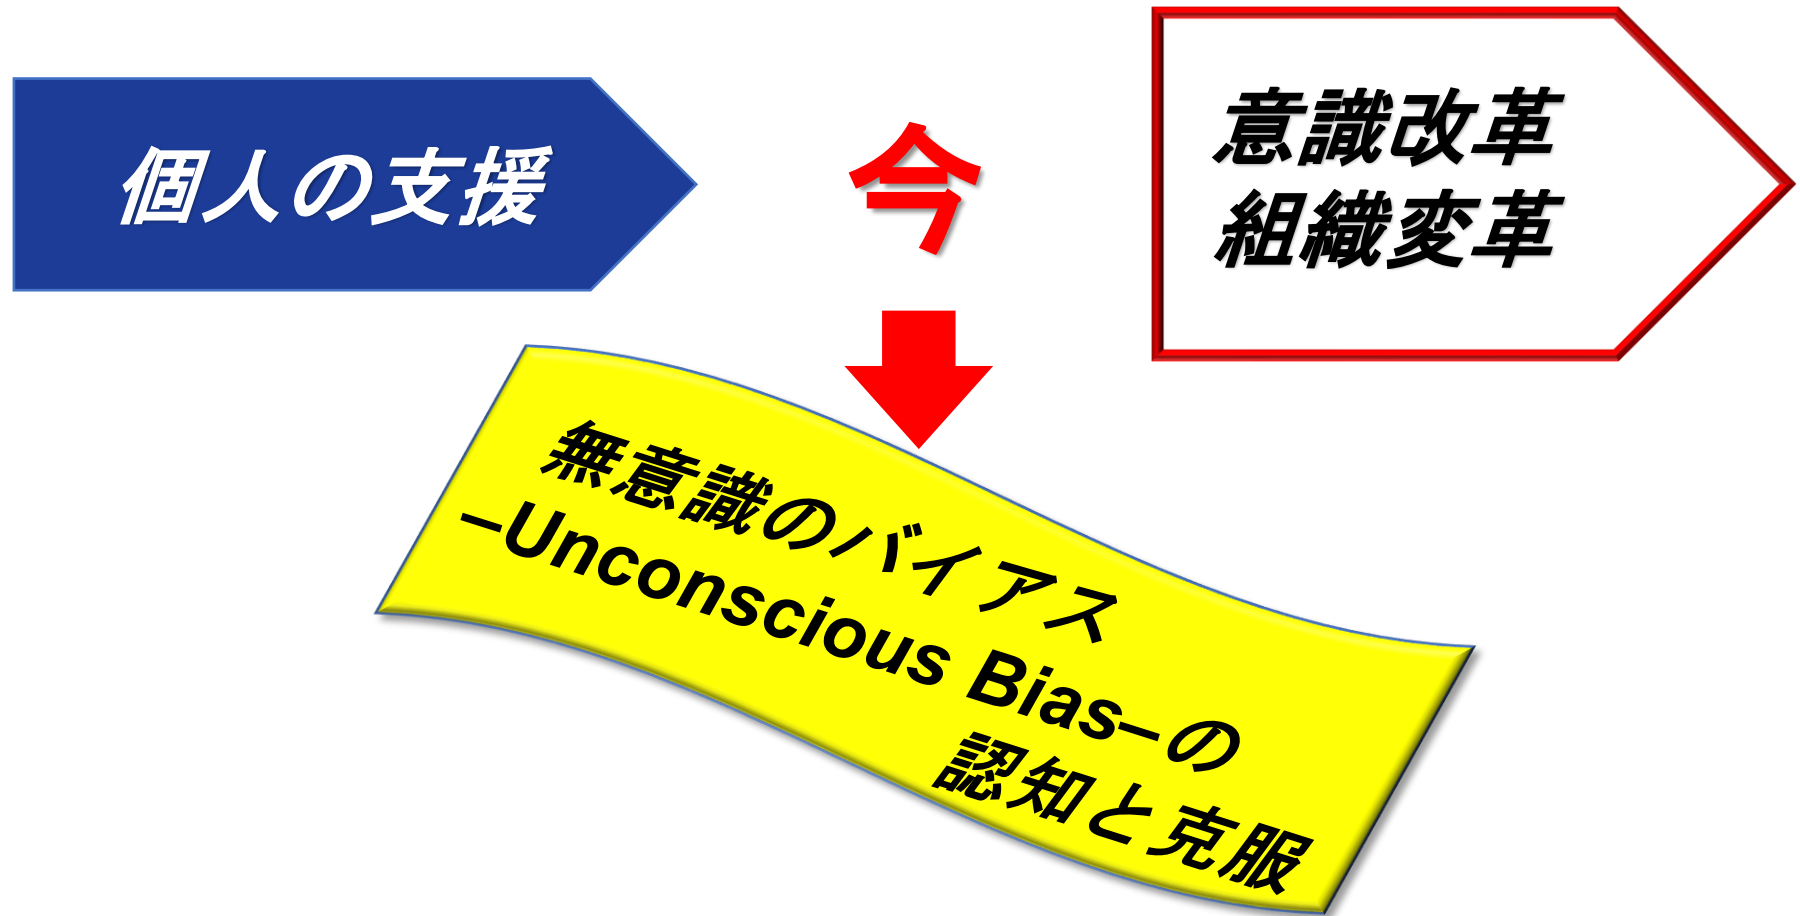 個人の支援
今
意識改革
組織変革
無意識のバイアス
–Unconscious Bias–の
認知と克服